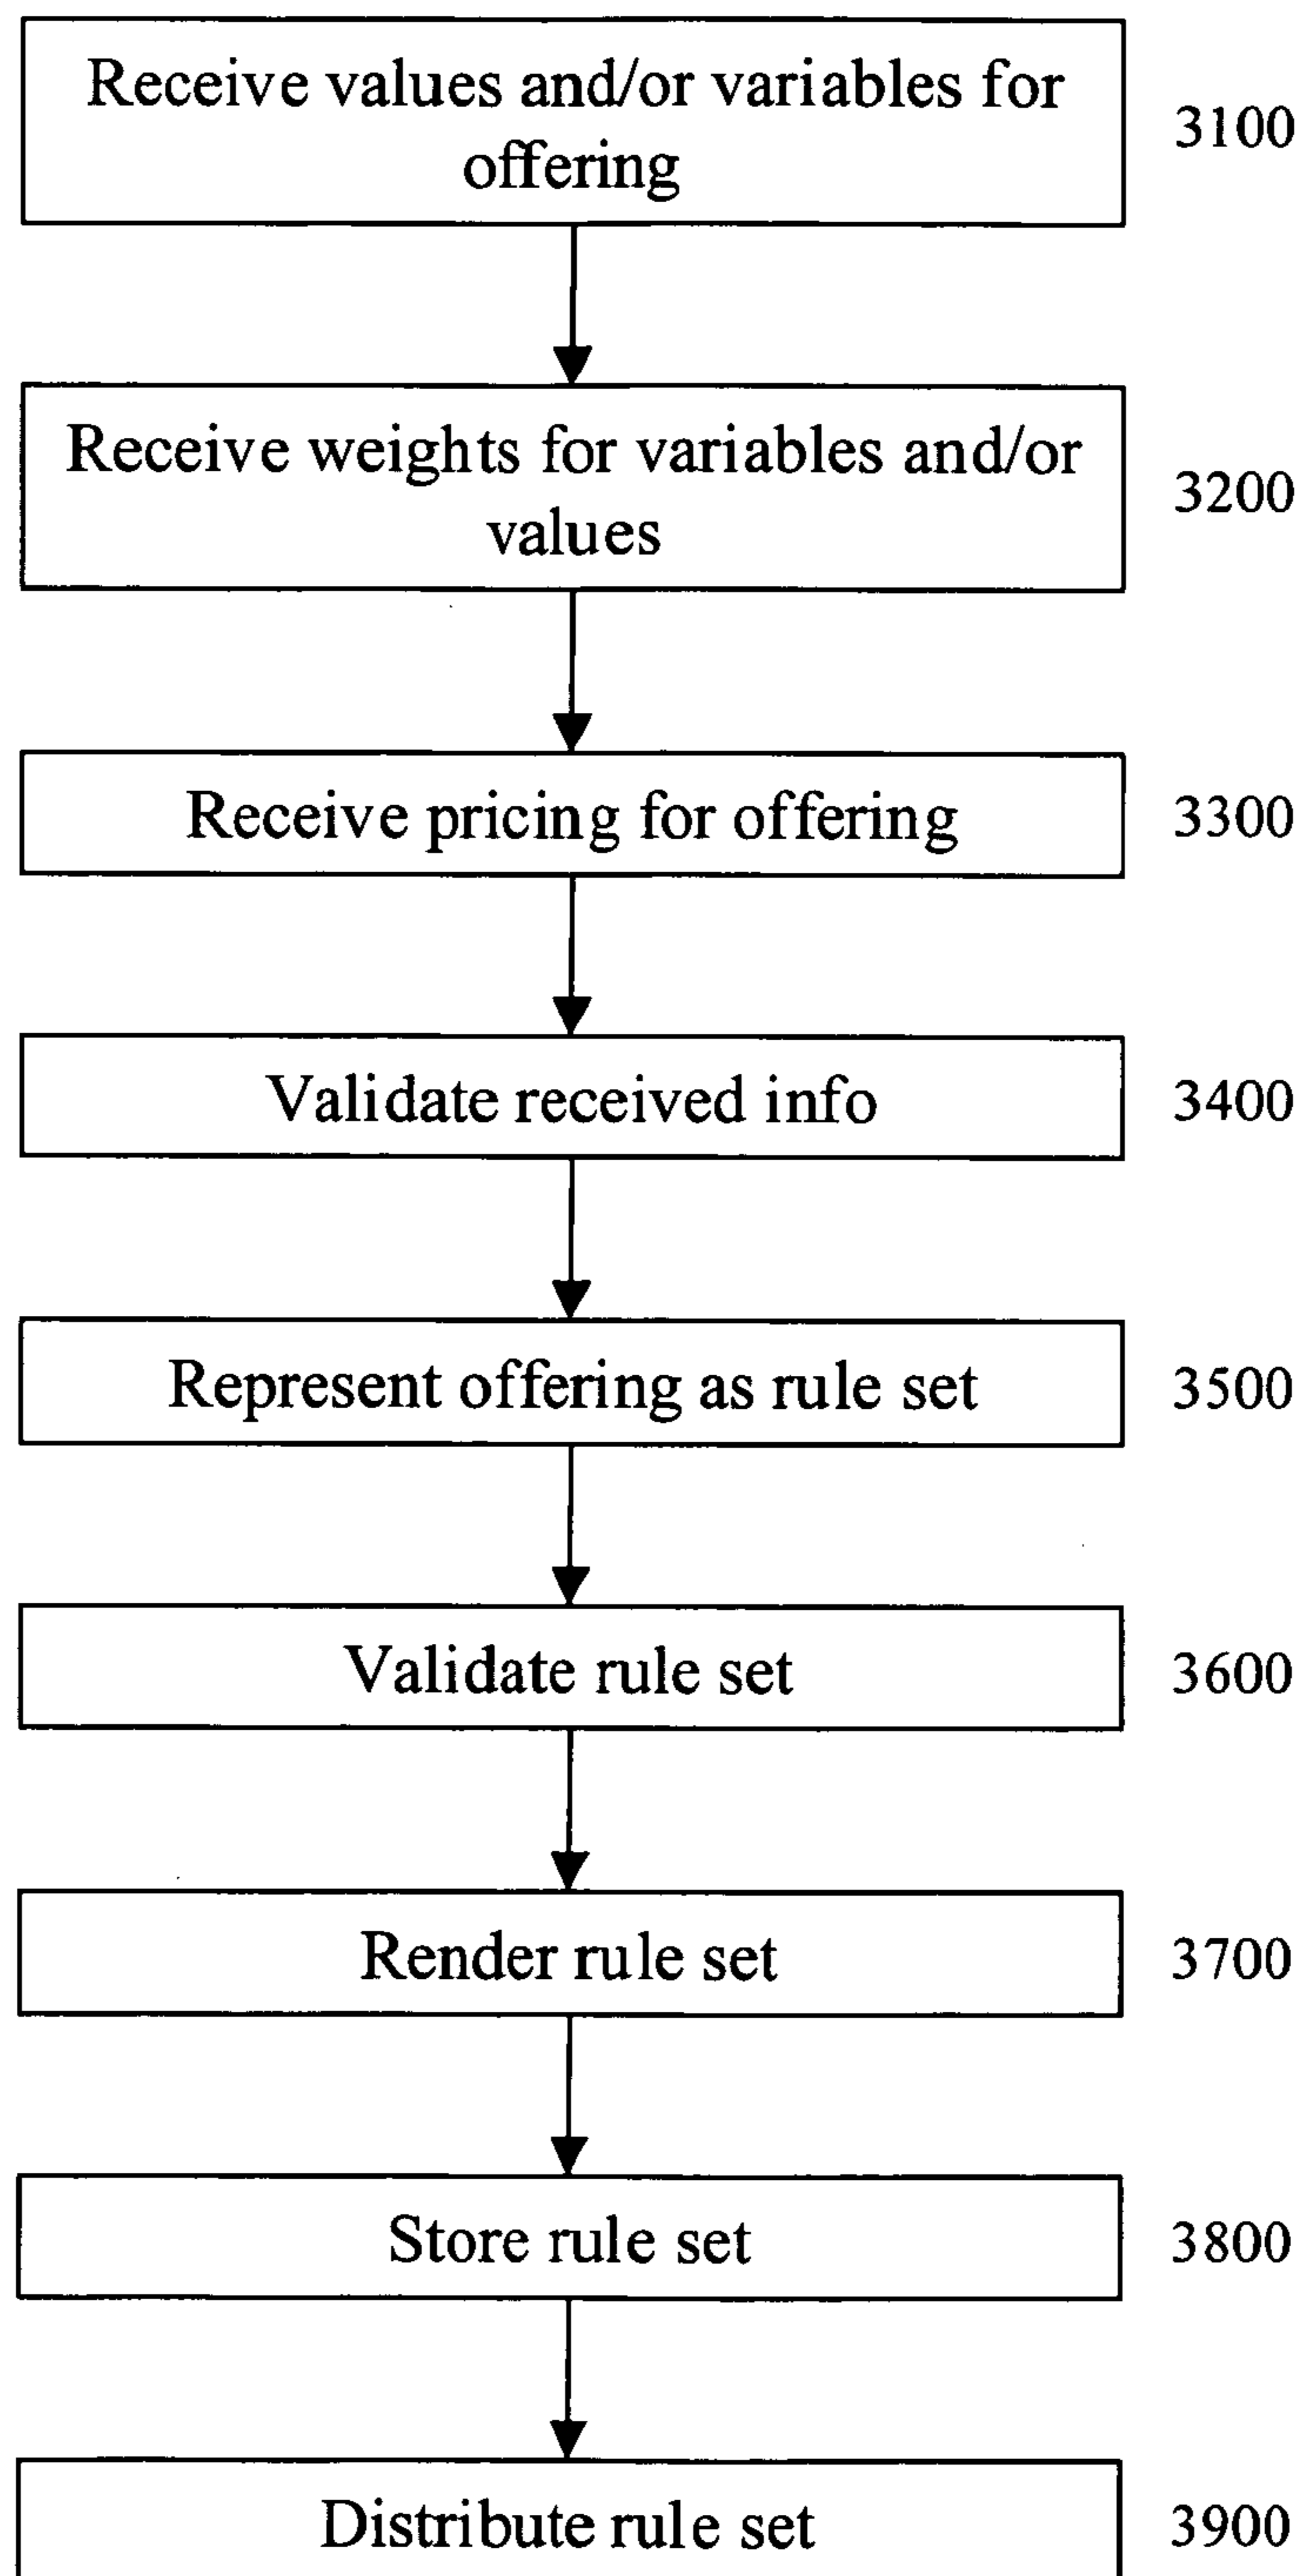 Receive values and/or variables for
offering
3100
Receive weights for variables and/or
values
3200
Receive pricing for offering
3300
Validate received info
3400
Represent offering as rule set
3500
Validate rule set
3600
Render rule set
3700
Store rule set
3800
Distribute rule set
3900